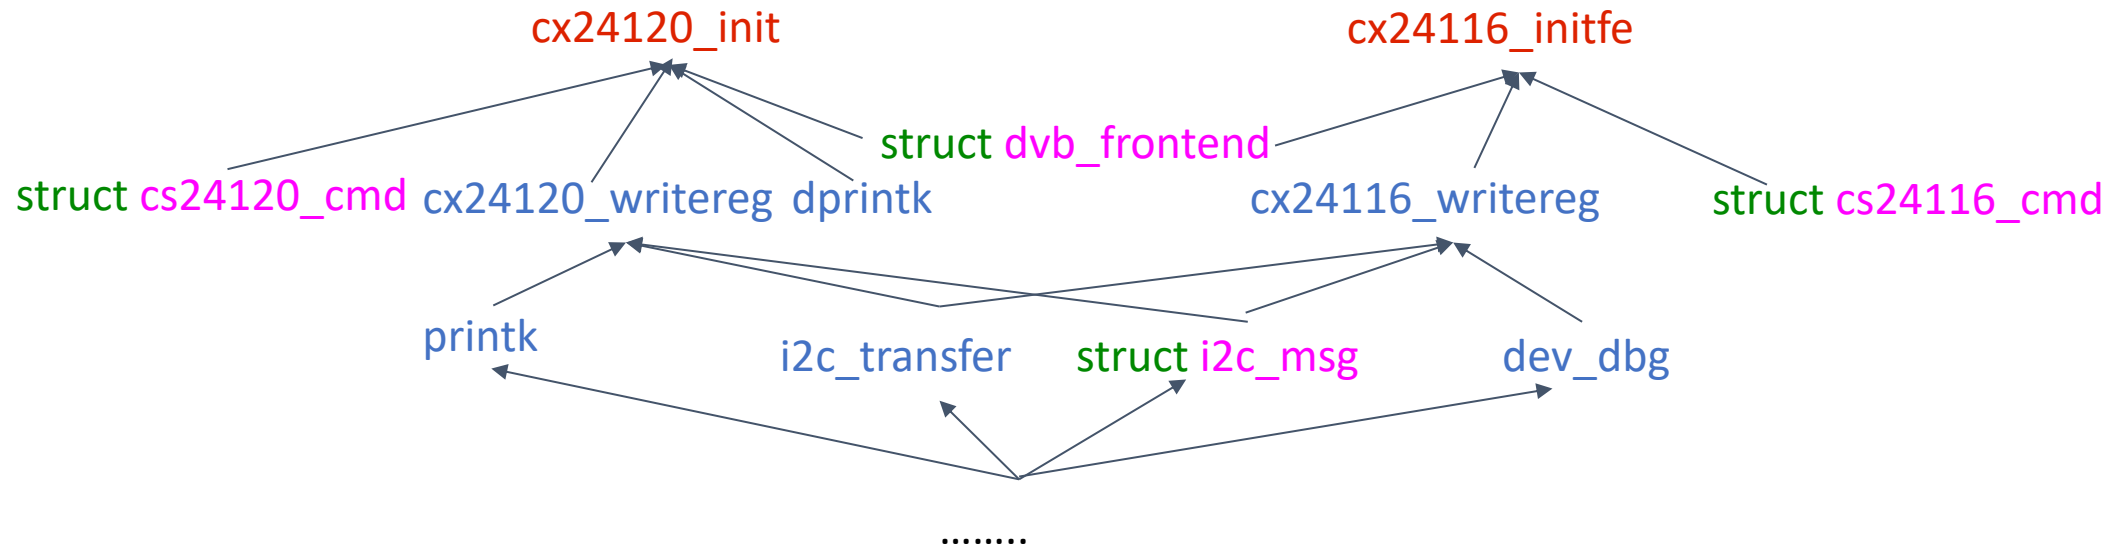 cx24120_init
cx24116_initfe
struct dvb_frontend
struct cs24120_cmd
cx24120_writereg
dprintk
cx24116_writereg
struct cs24116_cmd
printk
i2c_transfer
struct i2c_msg
dev_dbg
........